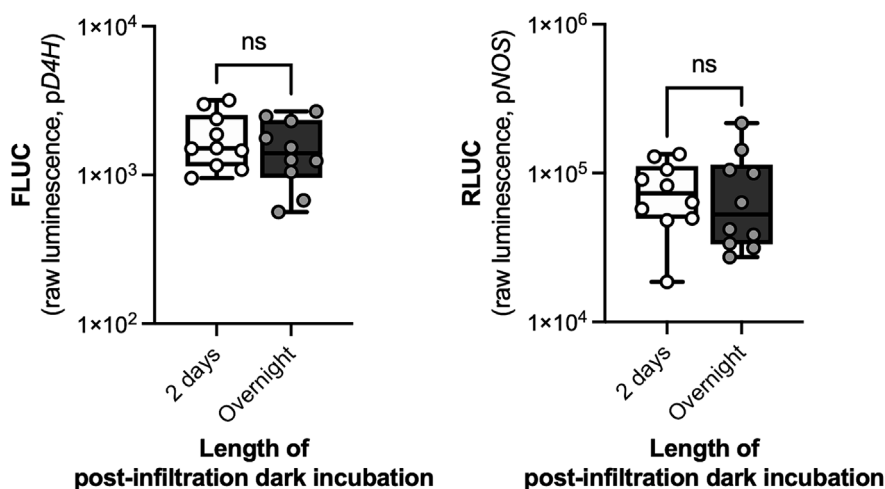 FLUC
(raw luminescence, pD4H)
1×10⁴
1×10³
1×10²
ns
2 days
Overnight
Length of
post-infiltration dark incubation
RLUC
(raw luminescence, pNOS)
1×10⁶
1×10⁵
1×10⁴
ns
2 days
Overnight
Length of
post-infiltration dark incubation